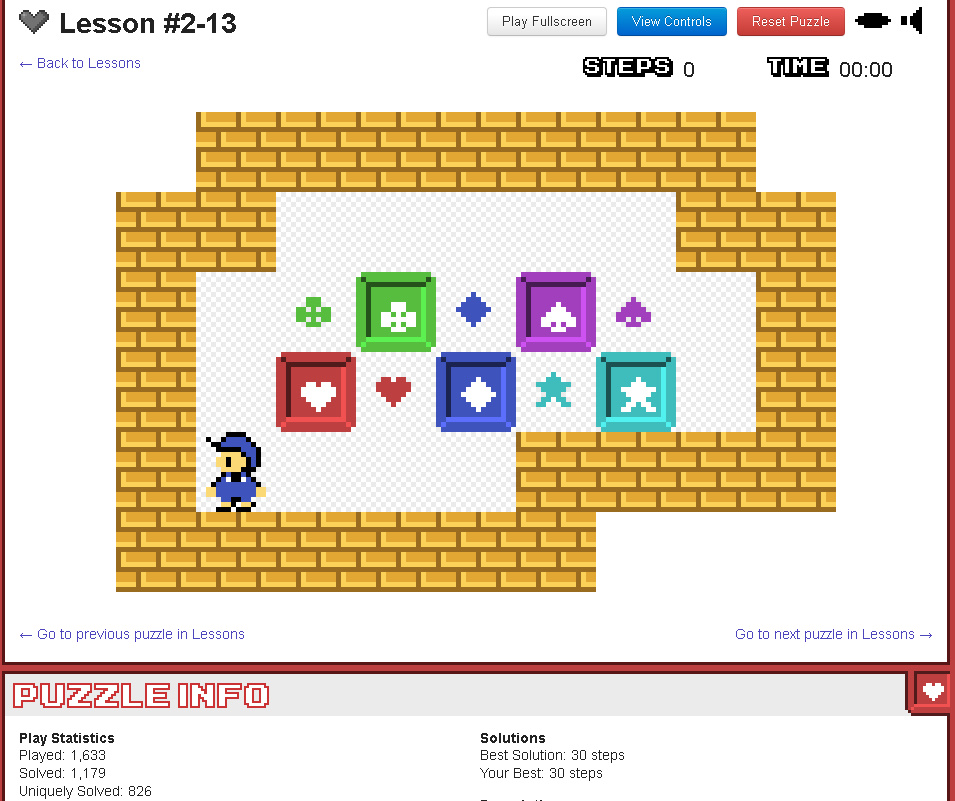 Lesson #2-13
Play Fullscreen
View Controls
Reset Puzzle
← Back to Lessons
STEPS 0
TIME 00:00
← Go to previous puzzle in Lessons
Go to next puzzle in Lessons →
PUZZLE INFO
Play Statistics
Played: 1,633
Solved: 1,179
Uniquely Solved: 826
Solutions
Best Solution: 30 steps
Your Best: 30 steps